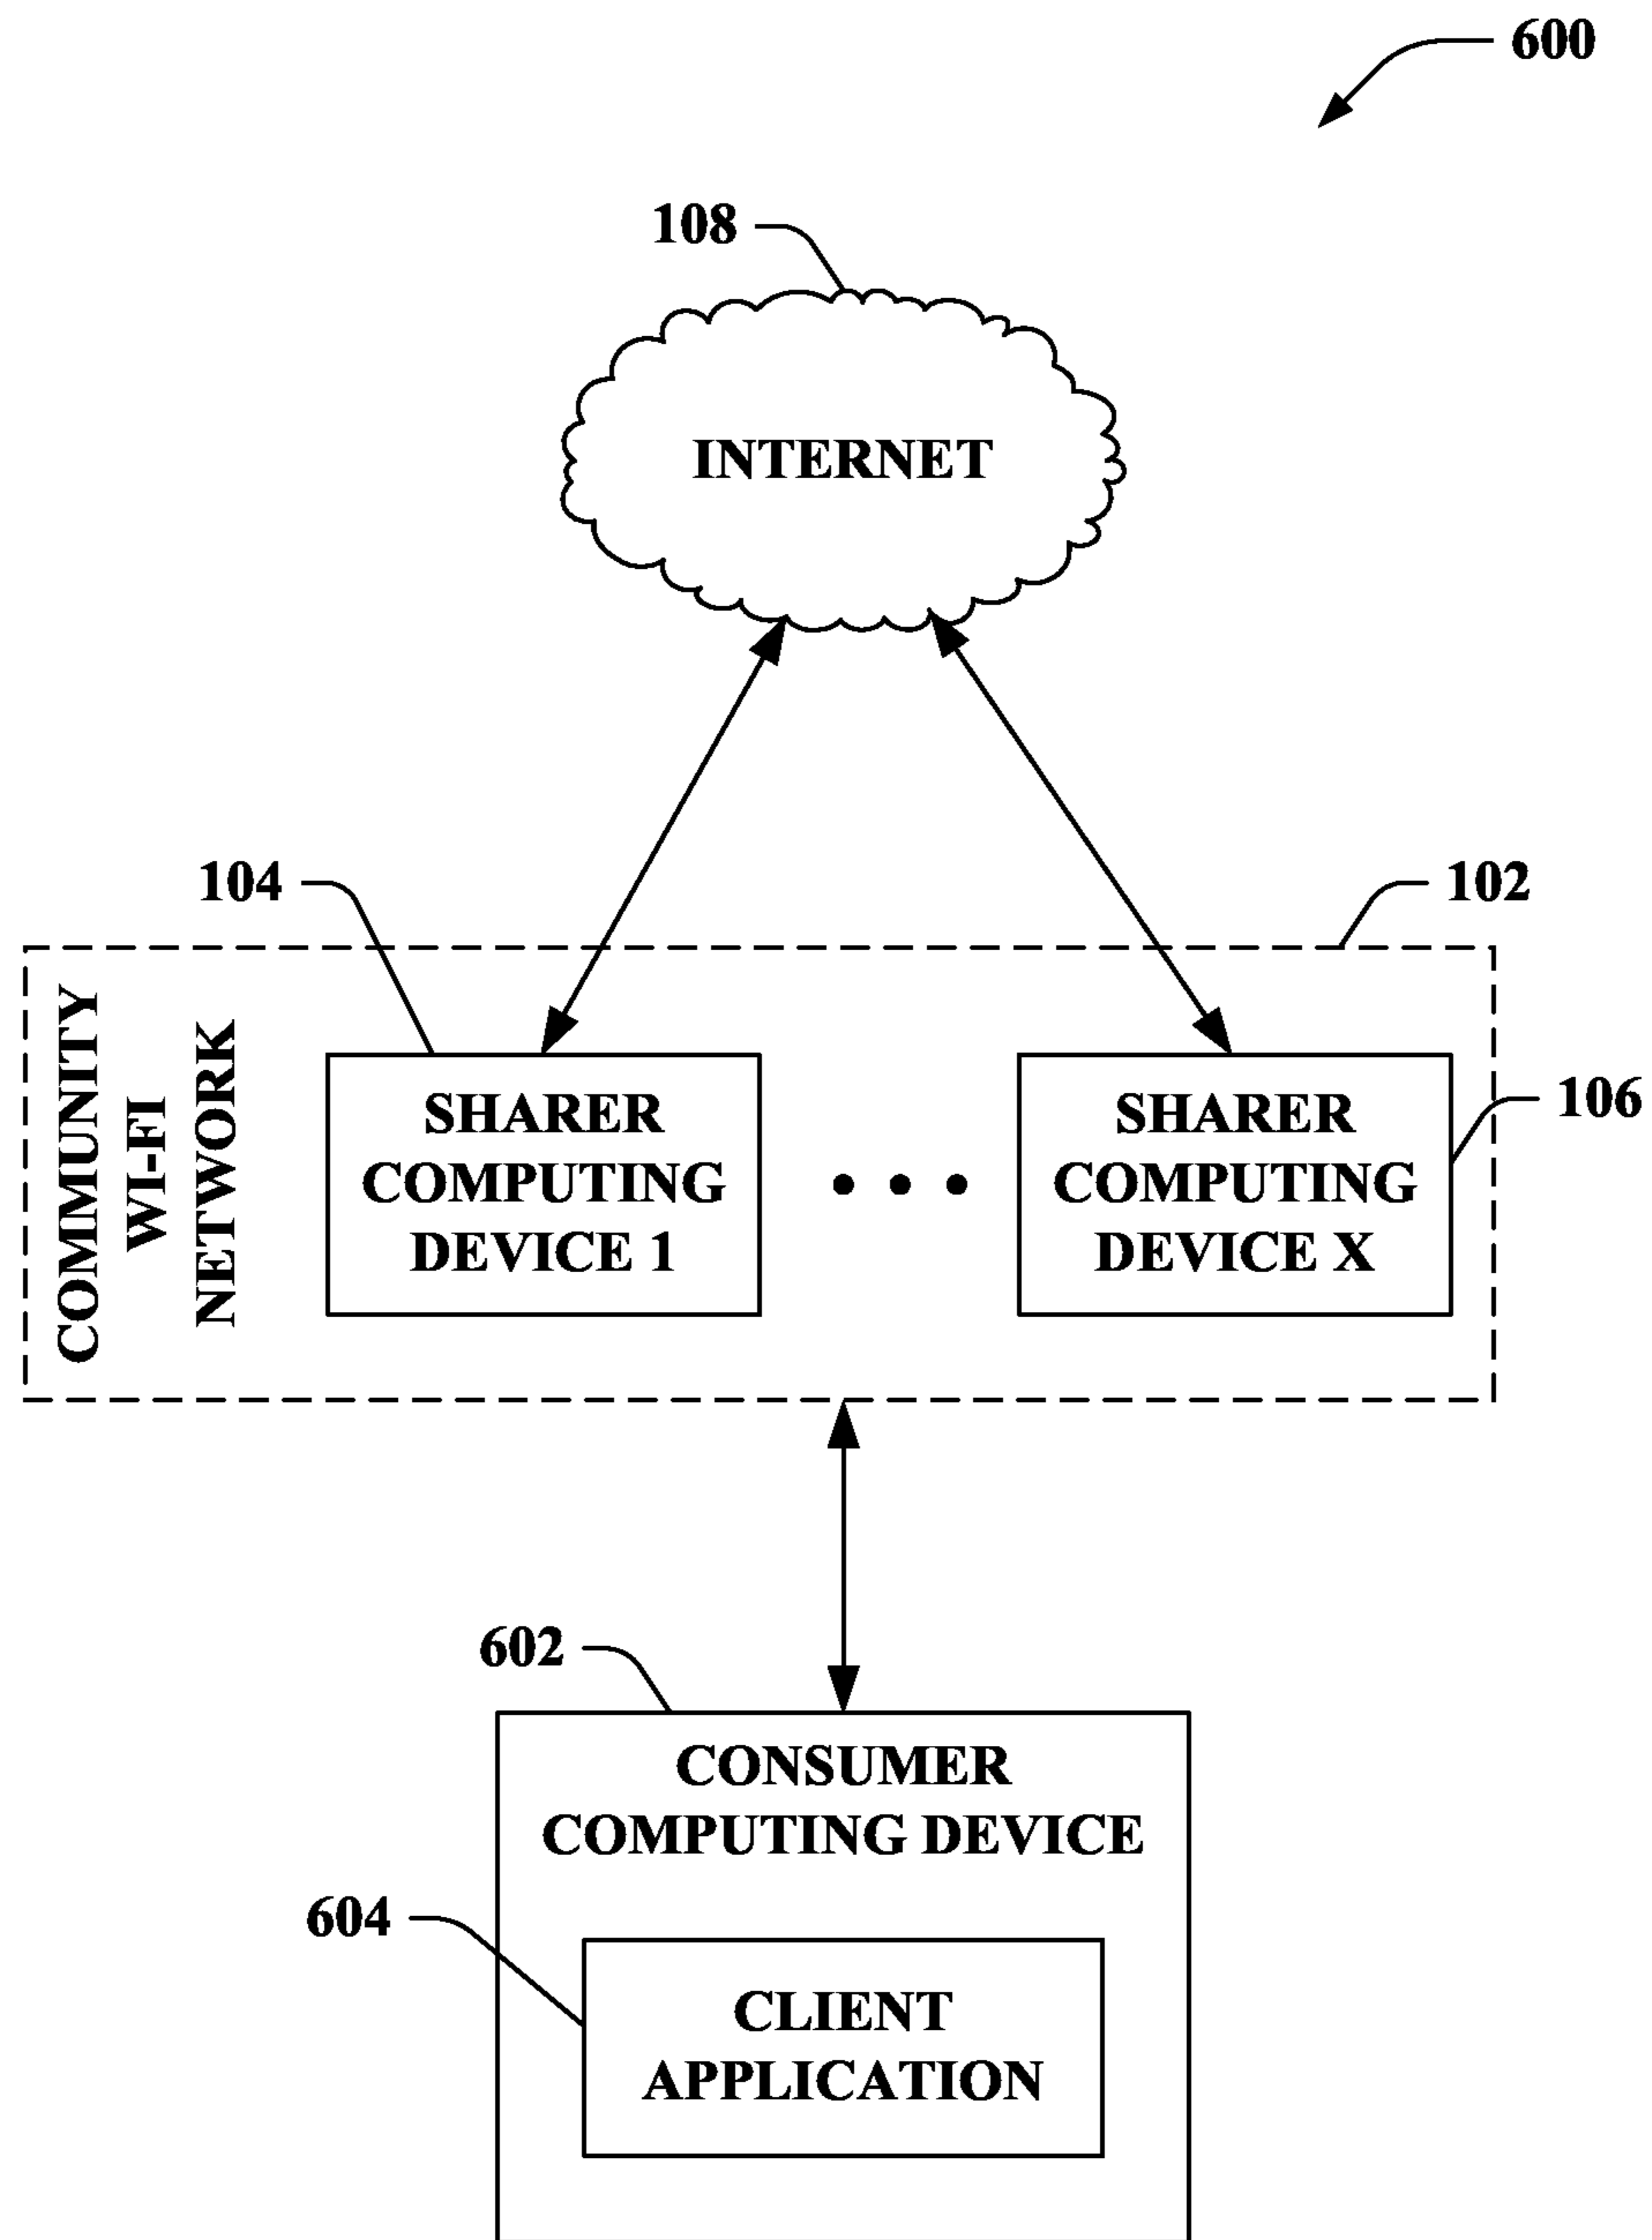 600
108
INTERNET
104
102
COMMUNITY
WI-FI
NETWORK
SHARER
COMPUTING
DEVICE 1
SHARER
COMPUTING
DEVICE X
106
602
CONSUMER
COMPUTING DEVICE
604
CLIENT
APPLICATION